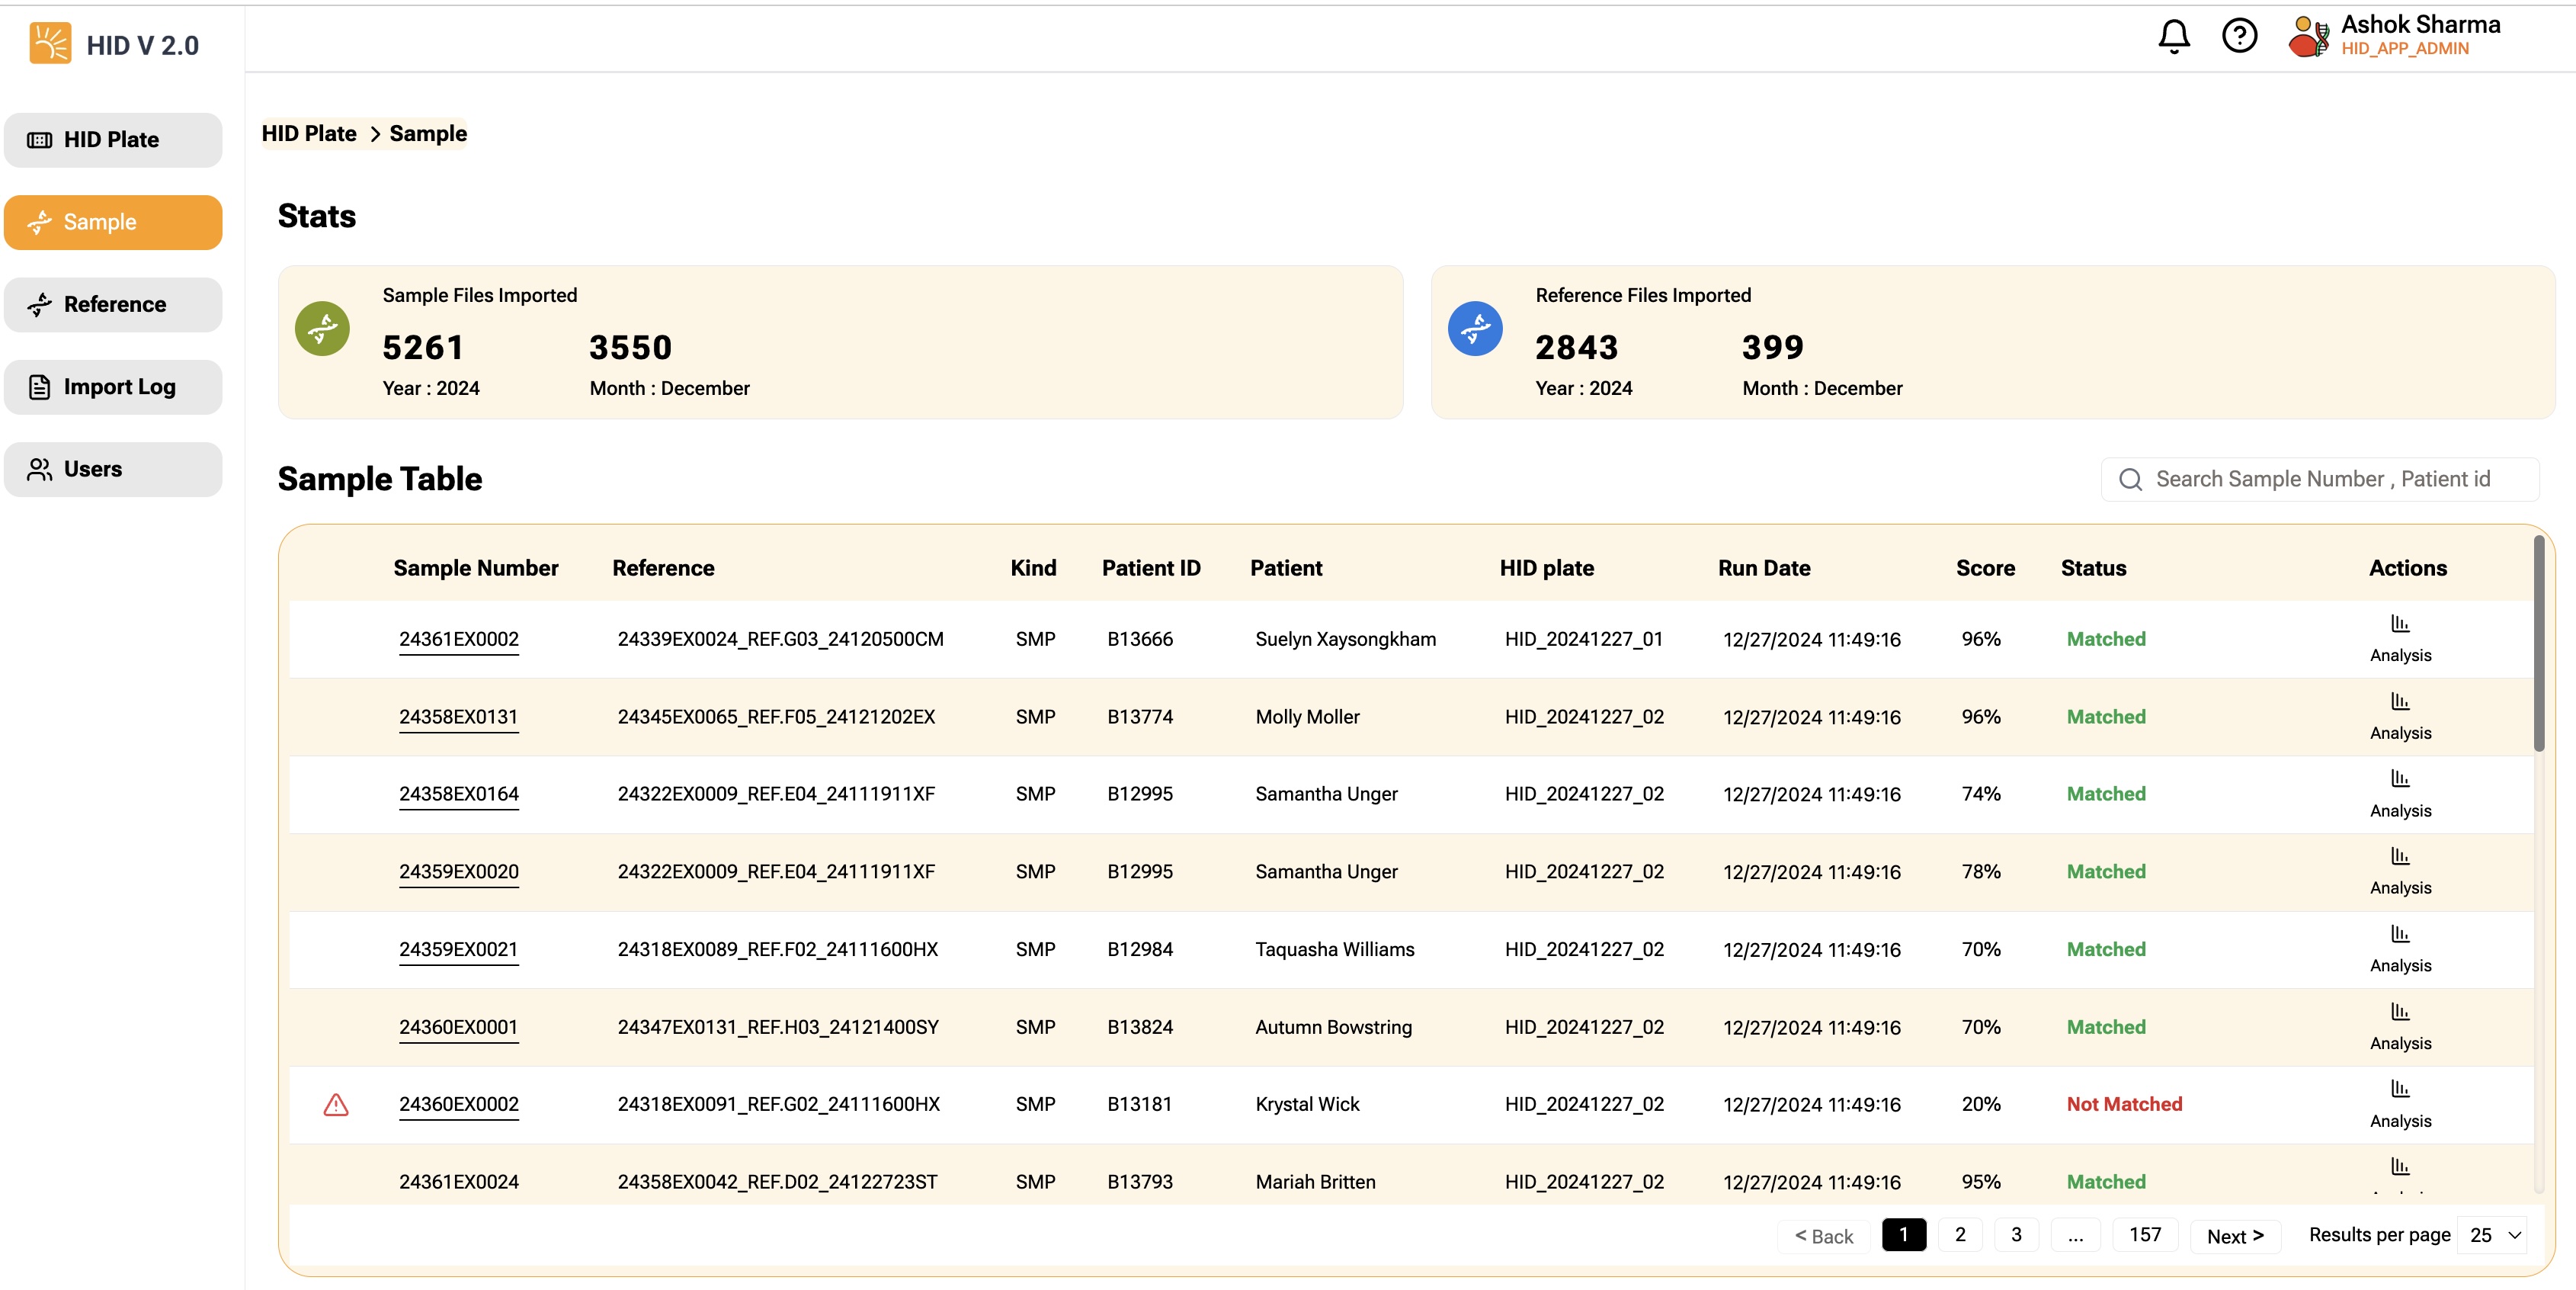 HID V 2.0
Ashok Sharma
HID_APP_ADMIN
HID Plate
Sample
Reference
Import Log
Users
HID Plate > Sample
Stats
Sample Files Imported
5261 3550
Year : 2024 Month : December
Reference Files Imported
2843 399
Year : 2024 Month : December
Sample Table
Search Sample Number , Patient id
Sample Number Reference Kind Patient ID Patient HID plate Run Date Score Status Actions
24361EX0002 24339EX0024_REF.G03_24120500CM SMP B13666 Suelyn Xaysongkham HID_20241227_01 12/27/2024 11:49:16 96% Matched Analysis
24358EX0131 24345EX0065_REF.F05_24121202EX SMP B13774 Molly Moller HID_20241227_02 12/27/2024 11:49:16 96% Matched Analysis
24358EX0164 24322EX0009_REF.E04_24111911XF SMP B12995 Samantha Unger HID_20241227_02 12/27/2024 11:49:16 74% Matched Analysis
24359EX0020 24322EX0009_REF.E04_24111911XF SMP B12995 Samantha Unger HID_20241227_02 12/27/2024 11:49:16 78% Matched Analysis
24359EX0021 24318EX0089_REF.F02_24111600HX SMP B12984 Taquasha Williams HID_20241227_02 12/27/2024 11:49:16 70% Matched Analysis
24360EX0001 24347EX0131_REF.H03_24121400SY SMP B13824 Autumn Bowstring HID_20241227_02 12/27/2024 11:49:16 70% Matched Analysis
24360EX0002 24318EX0091_REF.G02_24111600HX SMP B13181 Krystal Wick HID_20241227_02 12/27/2024 11:49:16 20% Not Matched Analysis
24361EX0024 24358EX0042_REF.D02_24122723ST SMP B13793 Mariah Britten HID_20241227_02 12/27/2024 11:49:16 95% Matched
< Back 1 2 3 ... 157 Next > Results per page 25